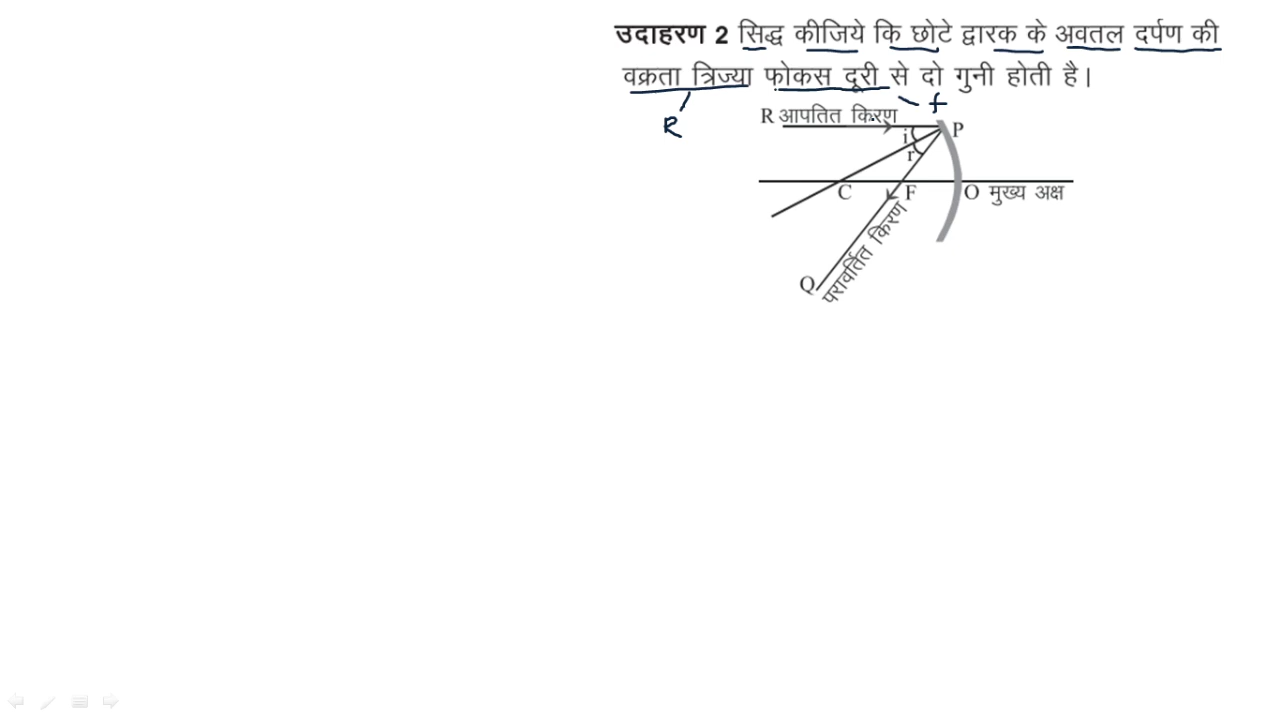 उदाहरण 2 सिद्ध कीजिये कि छोटे द्वारक के अवतल दर्पण की
वक्रता त्रिज्या फोकस दूरी से दो गुनी होती है।
R
f
R आपतित किरण
P
i
r
C
F
O मुख्य अक्ष
Q
परावर्तित किरण